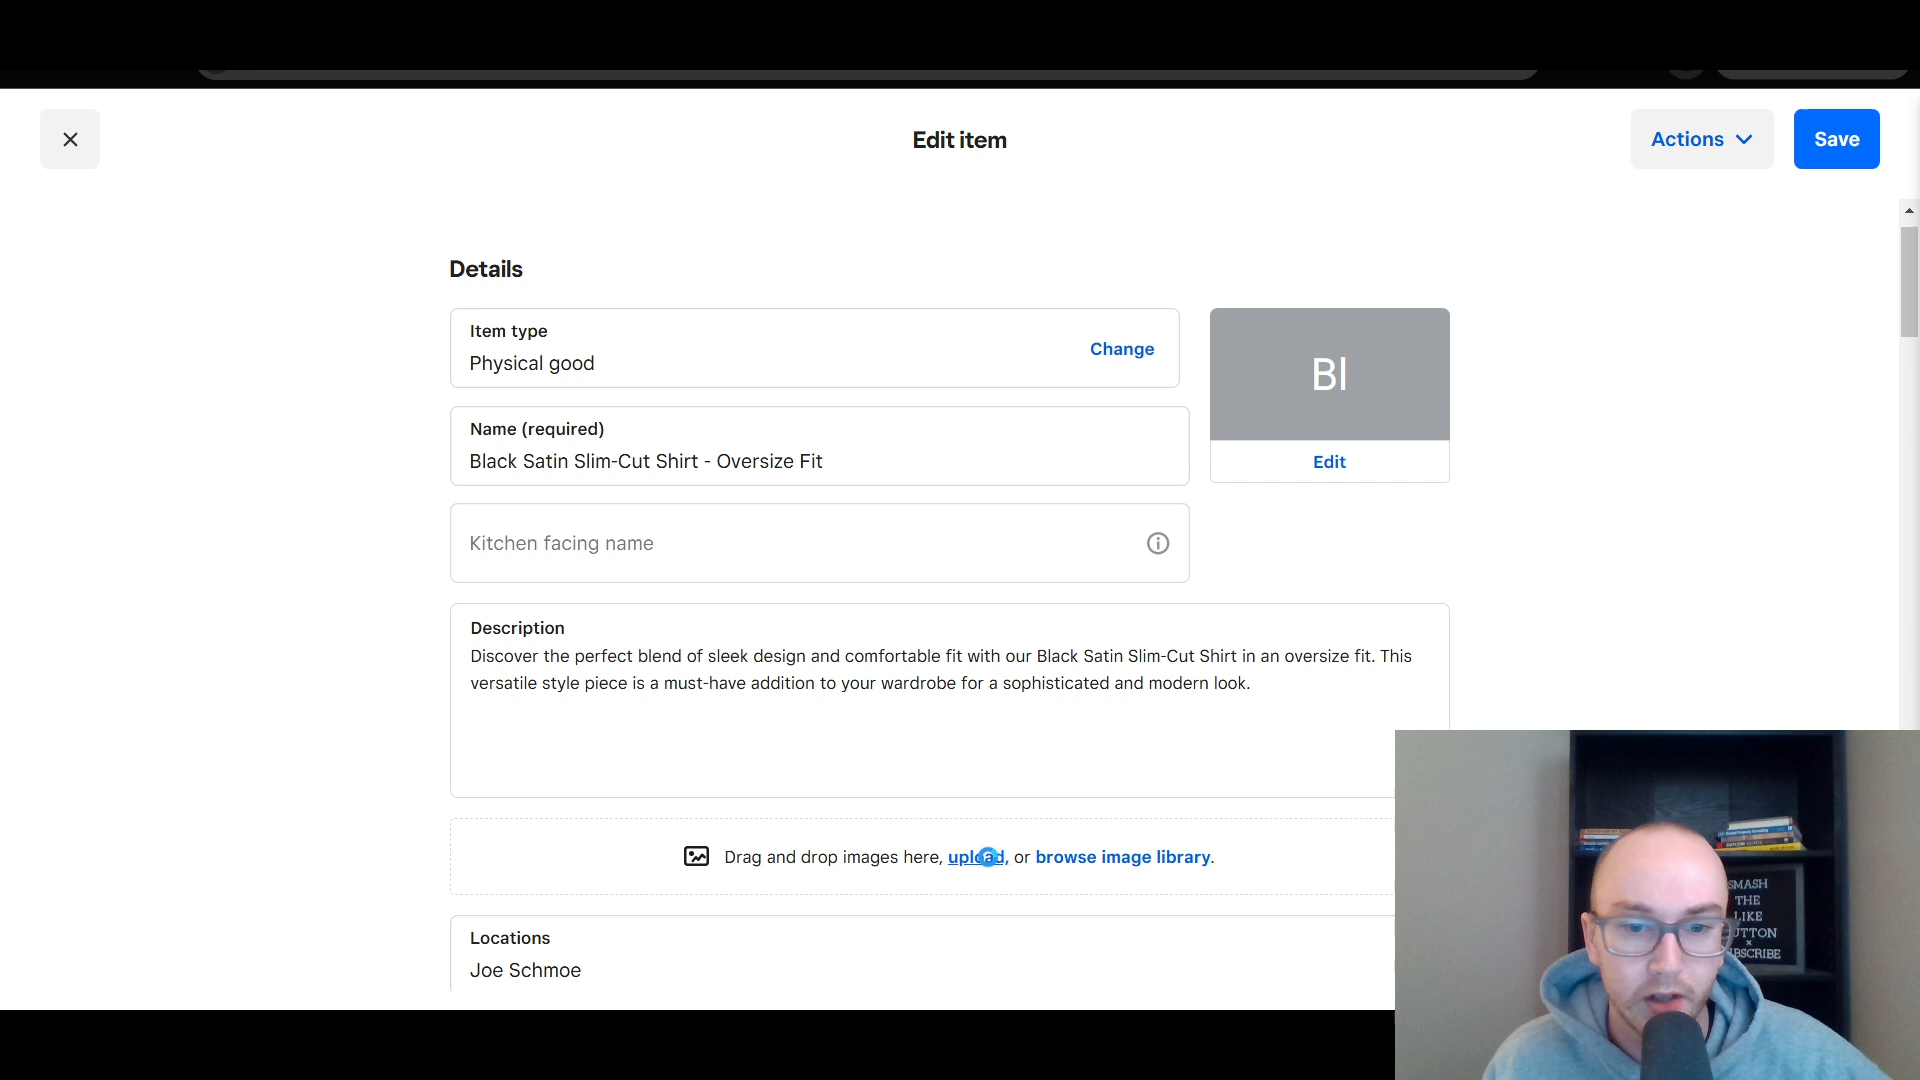 Edit item
Actions
Save
Details
Item type
Physical good
Change
Bl
Edit
Name (required)
Black Satin Slim-Cut Shirt - Oversize Fit
Kitchen facing name
Description
Discover the perfect blend of sleek design and comfortable fit with our Black Satin Slim-Cut Shirt in an oversize fit. This
versatile style piece is a must-have addition to your wardrobe for a sophisticated and modern look.
Drag and drop images here, upload, or browse image library.
Locations
Joe Schmoe
SMASH
THE
LIKE